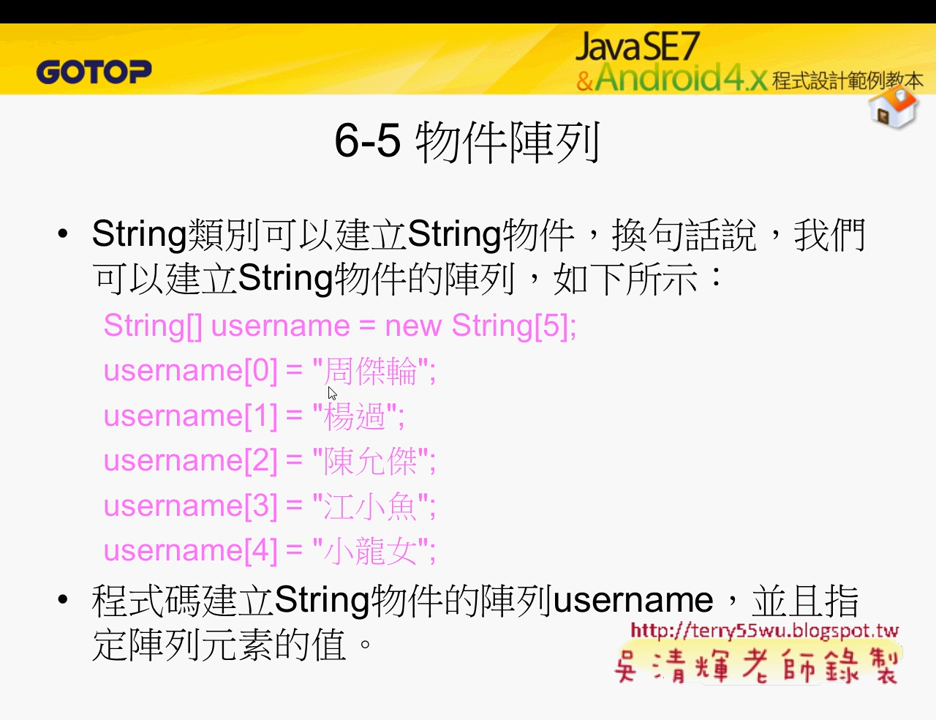 GOTOP
JavaSE7
&Android4.x 程式設計範例教本
6-5 物件陣列
• String類別可以建立String物件，換句話說，我們
可以建立String物件的陣列，如下所示：
String[] username = new String[5];
username[0] = "周傑輪";
username[1] = "楊過";
username[2] = "陳允傑";
username[3] = "江小魚";
username[4] = "小龍女";
• 程式碼建立String物件的陣列username，並且指
定陣列元素的值。
http://terry55wu.blogspot.tw
吳清輝老師錄製